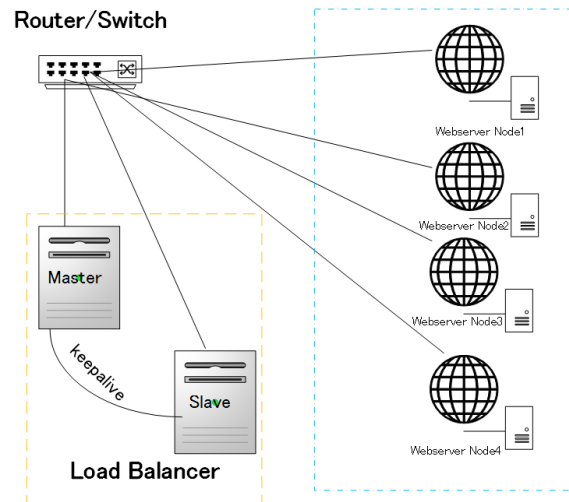 Router/Switch
Webserver Node1
Webserver Node2
Master
Webserver Node3
keepalive
Slave
Webserver Node4
Load Balancer